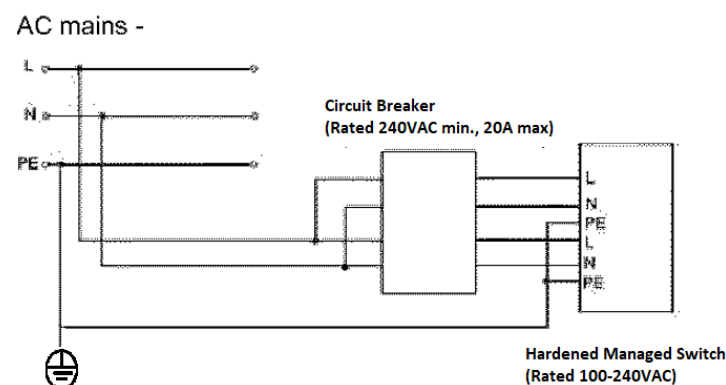 AC mains -
L
N
PE
Circuit Breaker
(Rated 240VAC min., 20A max)
L
N
PE
L
N
PE
Hardened Managed Switch
(Rated 100-240VAC)